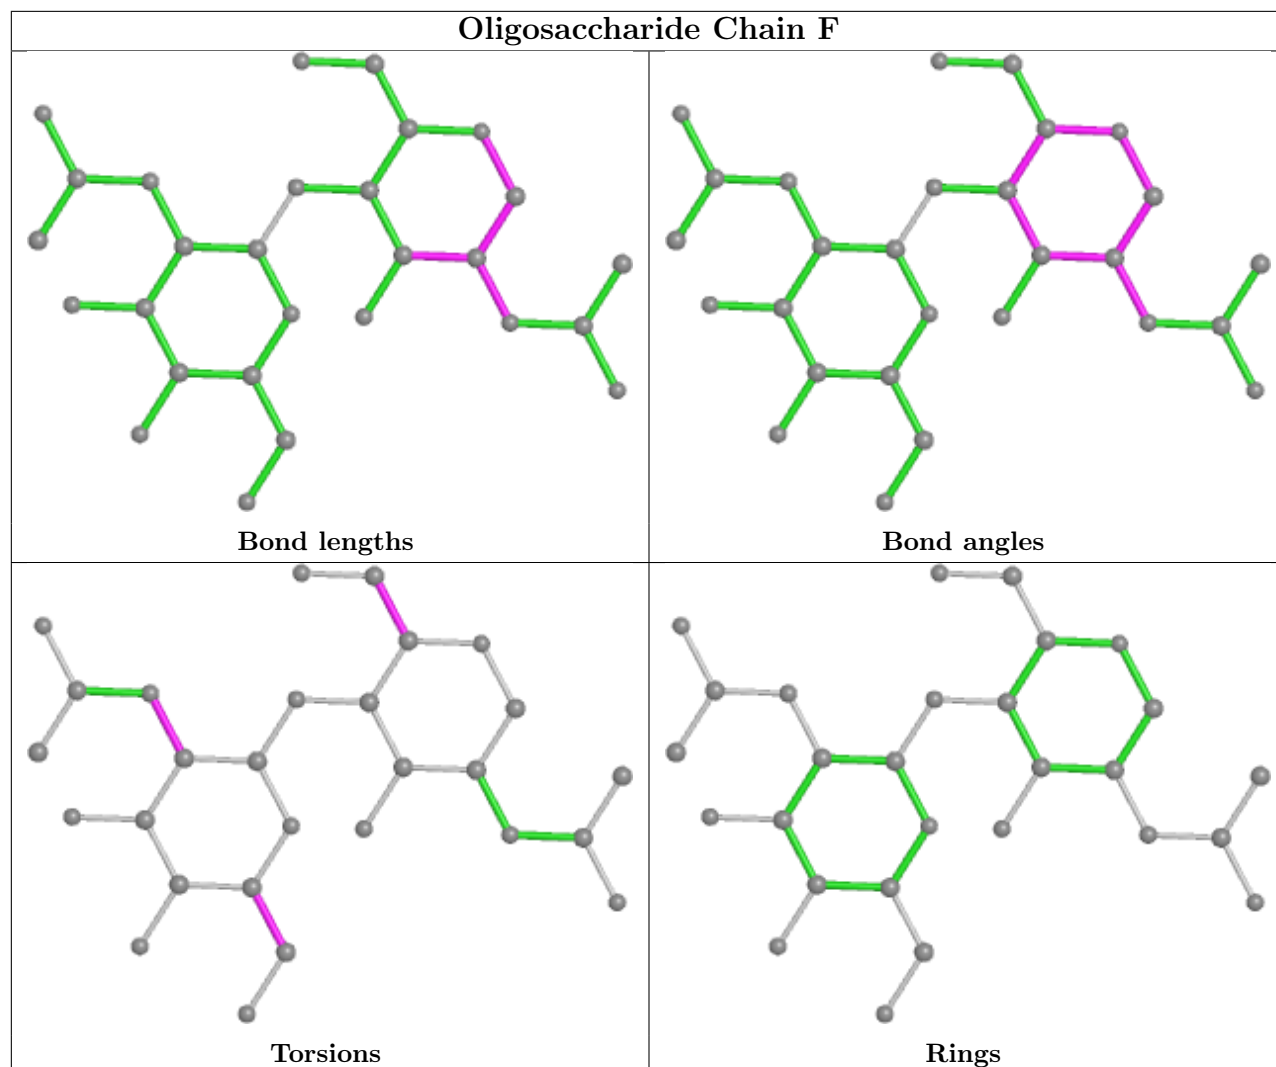 Oligosaccharide Chain F
Bond lengths
Bond angles
Torsions
Rings